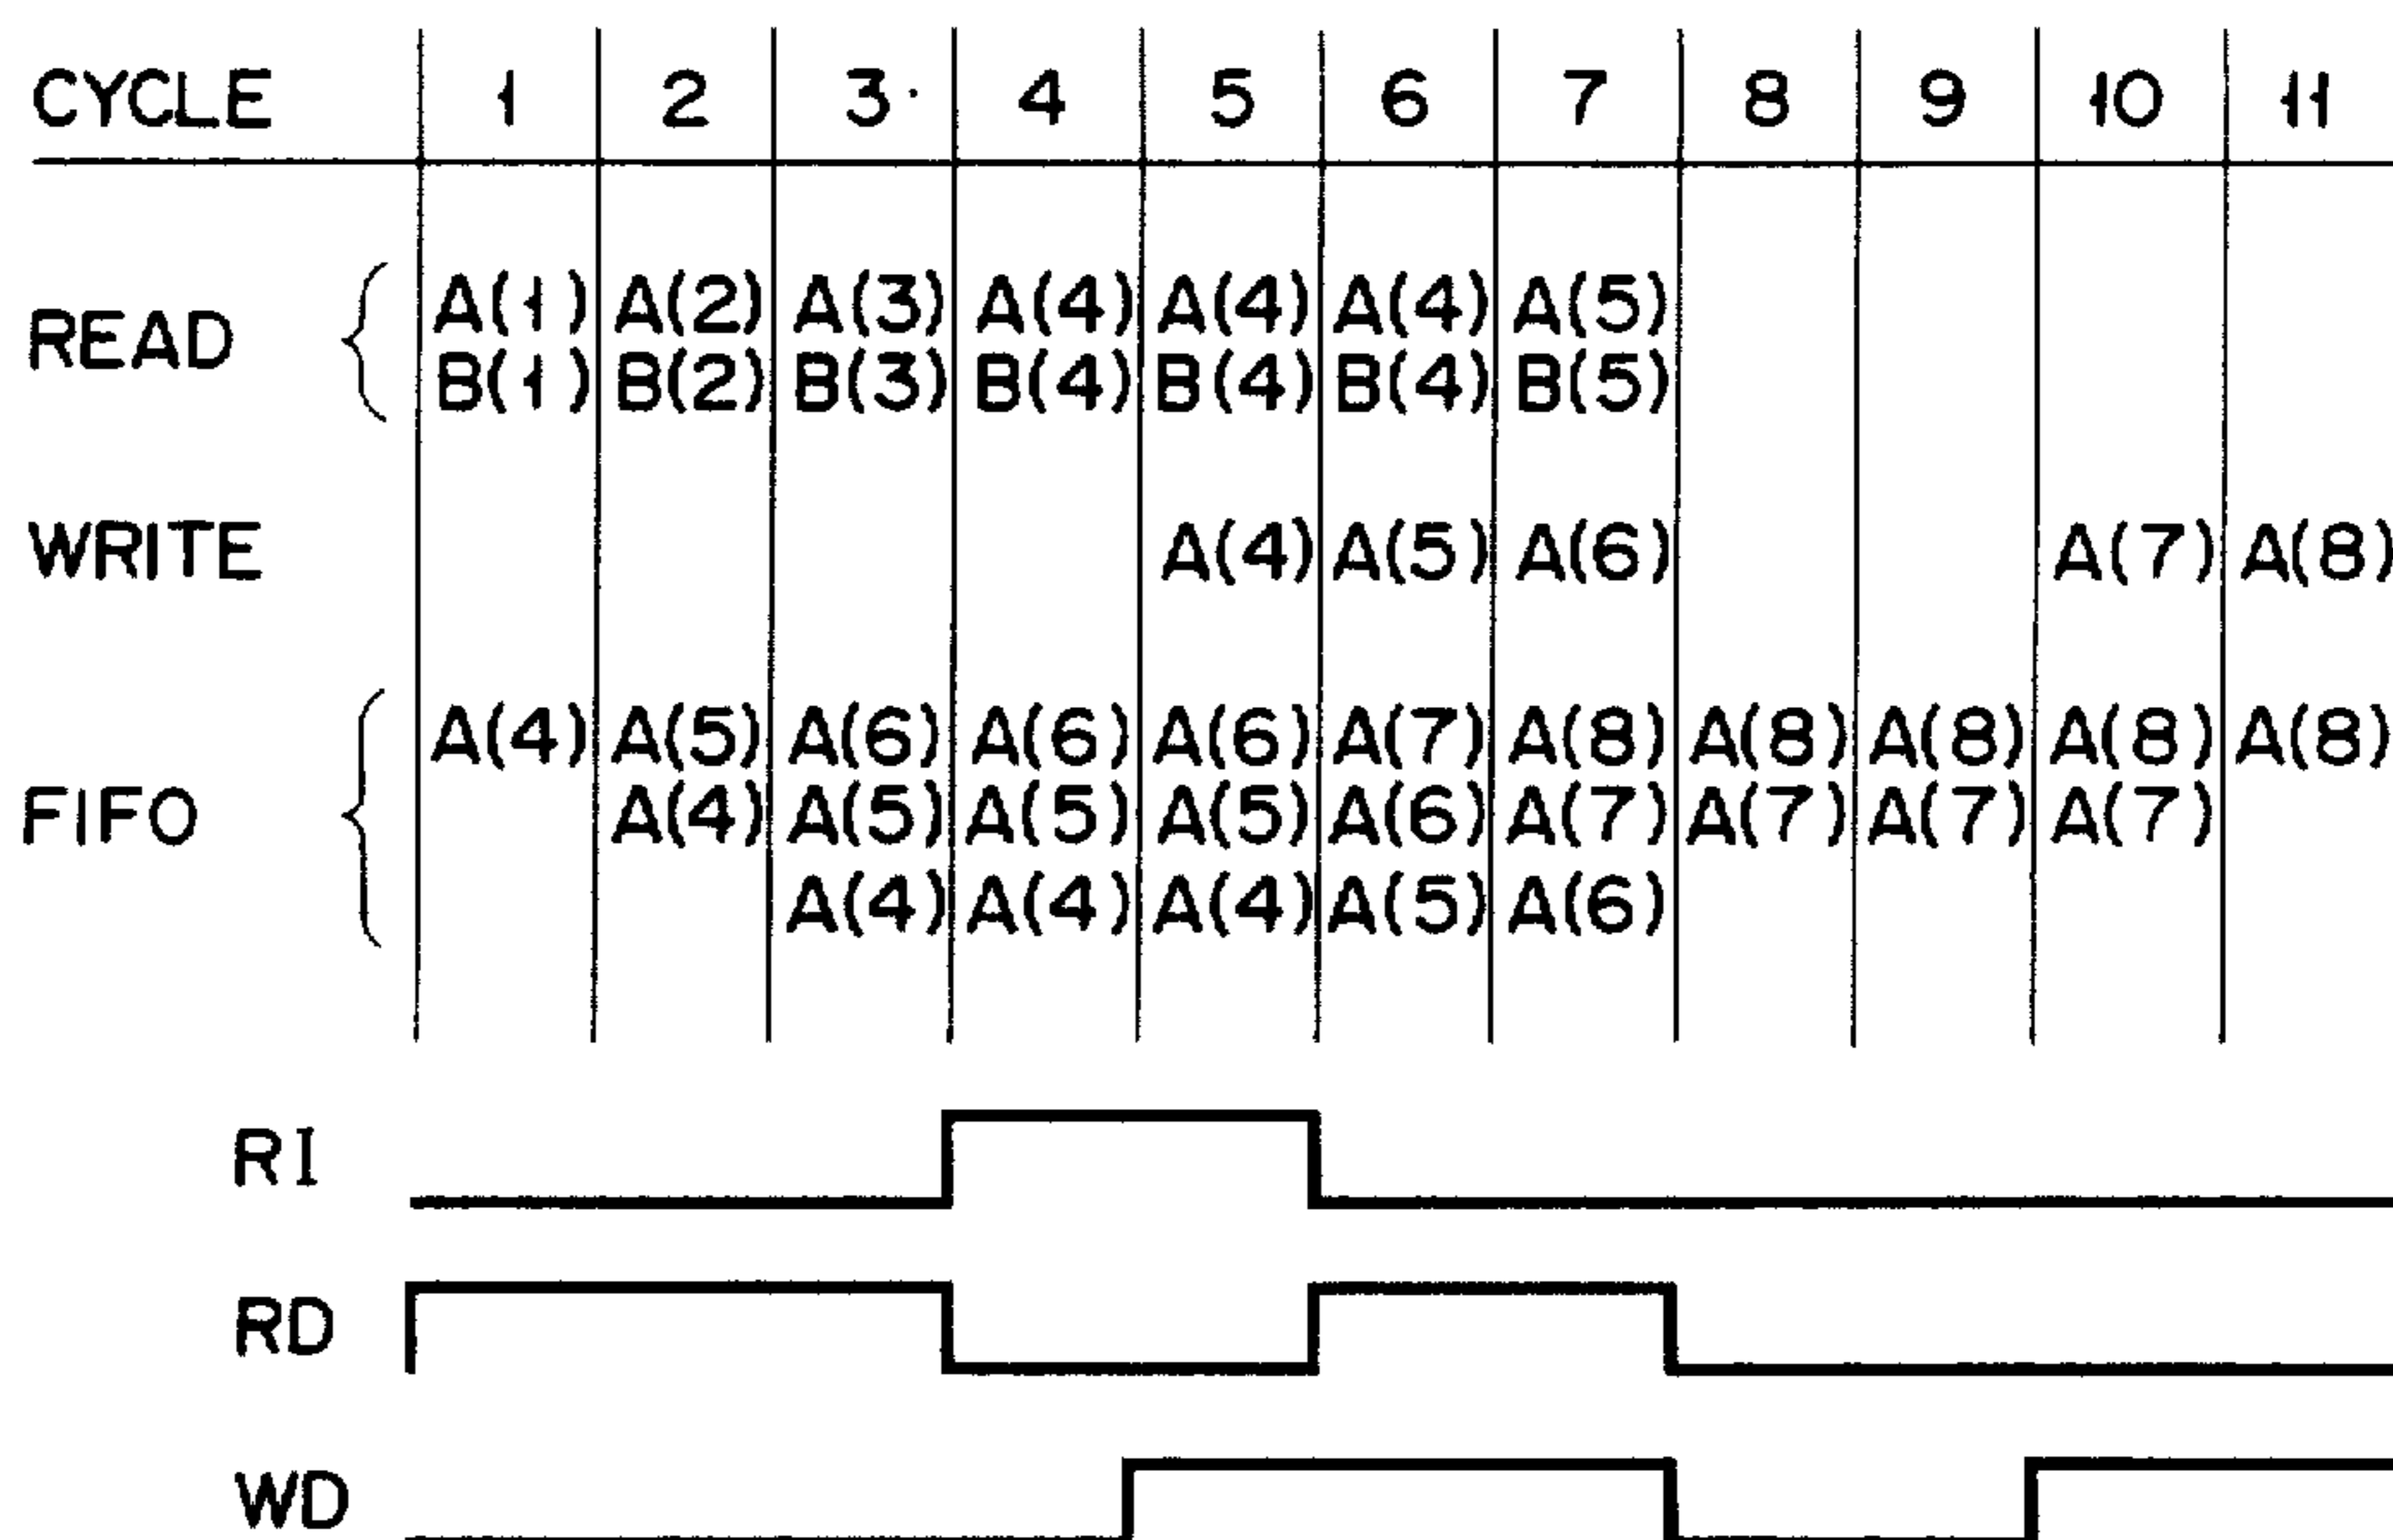 CYCLE 1 2 3 4 5 6 7 8 9 10 11
READ
A(1) A(2) A(3) A(4) A(4) A(4) A(5)
B(1) B(2) B(3) B(4) B(4) B(4) B(5)
WRITE A(4) A(5) A(6) A(7) A(8)
FIFO
A(4) A(5) A(6) A(6) A(6) A(7) A(8) A(8) A(8) A(8) A(8)
A(4) A(5) A(5) A(5) A(6) A(7) A(7) A(7) A(7)
A(4) A(4) A(4) A(5) A(6)
RI
RD
WD